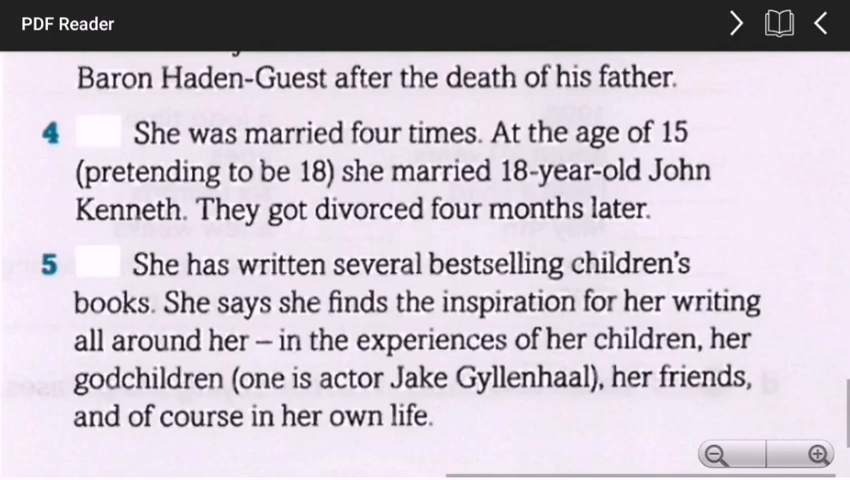 PDF Reader
Baron Haden-Guest after the death of his father.
4 She was married four times. At the age of 15
(pretending to be 18) she married 18-year-old John
Kenneth. They got divorced four months later.
5 She has written several bestselling children's
books. She says she finds the inspiration for her writing
all around her – in the experiences of her children, her
godchildren (one is actor Jake Gyllenhaal), her friends,
and of course in her own life.